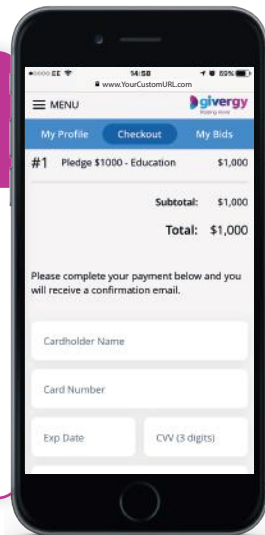 EE 14:58 69%
www.YourCustomURL.com
MENU givergy
My Profile Checkout My Bids
#1 Pledge $1000 - Education $1,000
Subtotal: $1,000
Total: $1,000
Please complete your payment below and you
will receive a confirmation email.
Cardholder Name
Card Number
Exp Date CVV (3 digits)